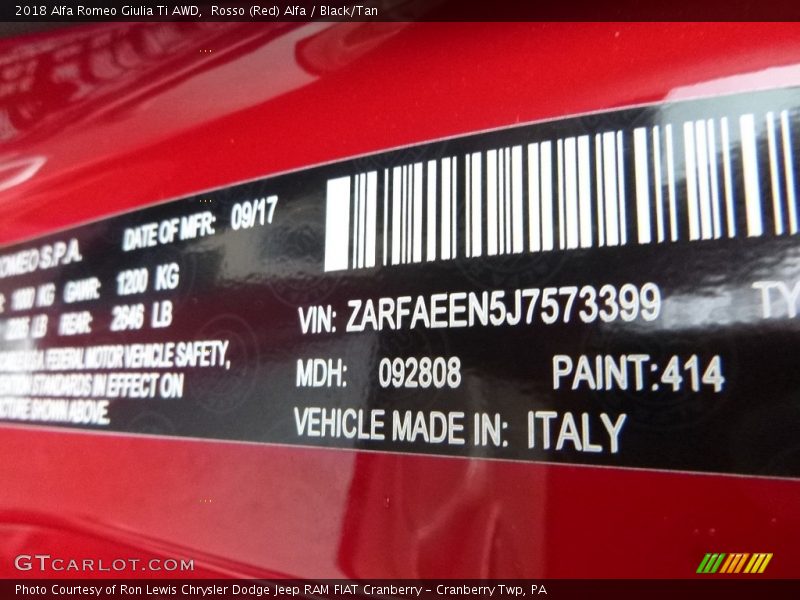 2018 Alfa Romeo Giulia Ti AWD, Rosso (Red) Alfa / Black/Tan
S.P.A. DATE OF MFR: 09/17
KG GAWR: 1200 KG
LB REAR: 2646 LB
FEDERAL MOTOR VEHICLE SAFETY,
STANDARDS IN EFFECT ON
SHOWN ABOVE.
VIN: ZARFAEEN5J7573399 TY
MDH: 092808 PAINT:414
VEHICLE MADE IN: ITALY
GTCARLOT.COM
Photo Courtesy of Ron Lewis Chrysler Dodge Jeep RAM FIAT Cranberry – Cranberry Twp, PA